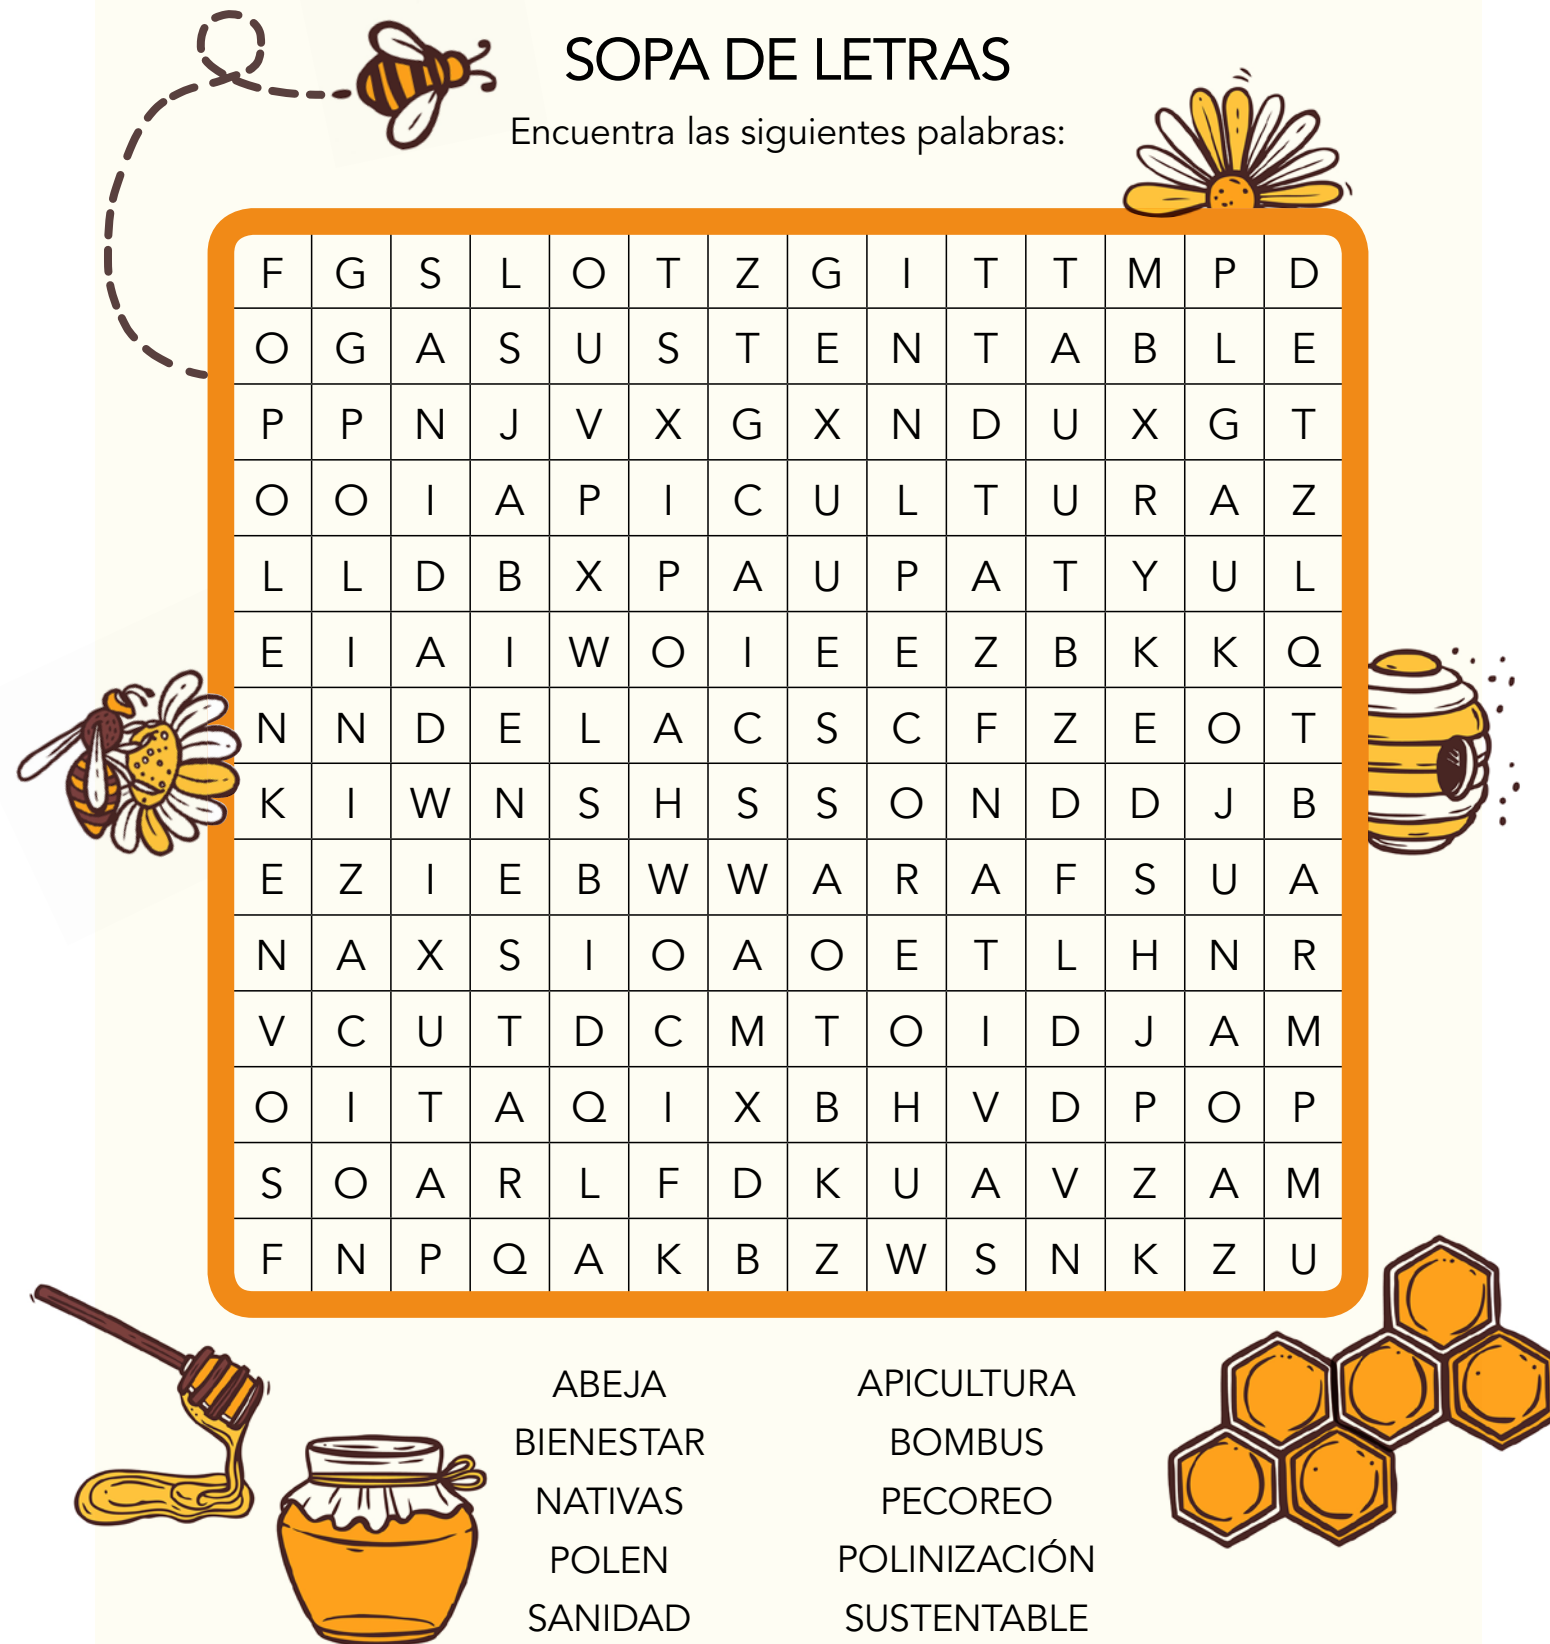 SOPA DE LETRAS
Encuentra las siguientes palabras:
F G S L O T Z G I T T M P D
O G A S U S T E N T A B L E
P P N J V X G X N D U X G T
O O I A P I C U L T U R A Z
L L D B X P A U P A T Y U L
E I A I W O I E E Z B K K Q
N N D E L A C S C F Z E O T
K I W N S H S S O N D D J B
E Z I E B W W A R A F S U A
N A X S I O A O E T L H N R
V C U T D C M T O I D J A M
O I T A Q I X B H V D P O P
S O A R L F D K U A V Z A M
F N P Q A K B Z W S N K Z U
ABEJA APICULTURA
BIENESTAR BOMBUS
NATIVAS PECOREO
POLEN POLINIZACIÓN
SANIDAD SUSTENTABLE